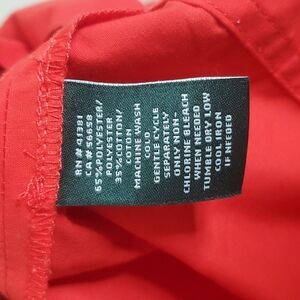 RN# 41381
CA# 56658
65%POLYESTER/
POLYESTER
35%COTTON/
COTON
MACHINE WASH
COLD
GENTLE CYCLE
SEPARATELY
ONLY NON-
CHLORINE BLEACH
WHEN NEEDED
TUMBLE DRY LOW
COOL IRON
IF NEEDED